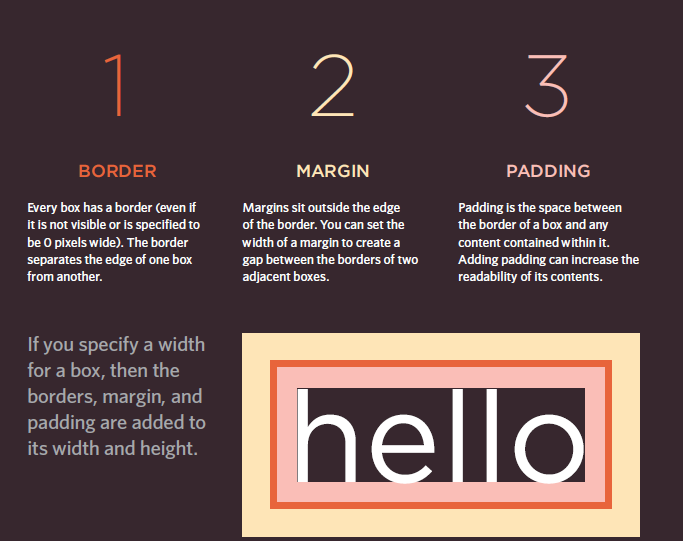 1
BORDER
Every box has a border (even if
it is not visible or is specified to
be 0 pixels wide). The border
separates the edge of one box
from another.
2
MARGIN
Margins sit outside the edge
of the border. You can set the
width of a margin to create a
gap between the borders of two
adjacent boxes.
3
PADDING
Padding is the space between
the border of a box and any
content contained within it.
Adding padding can increase the
readability of its contents.
If you specify a width
for a box, then the
borders, margin, and
padding are added to
its width and height.
hello